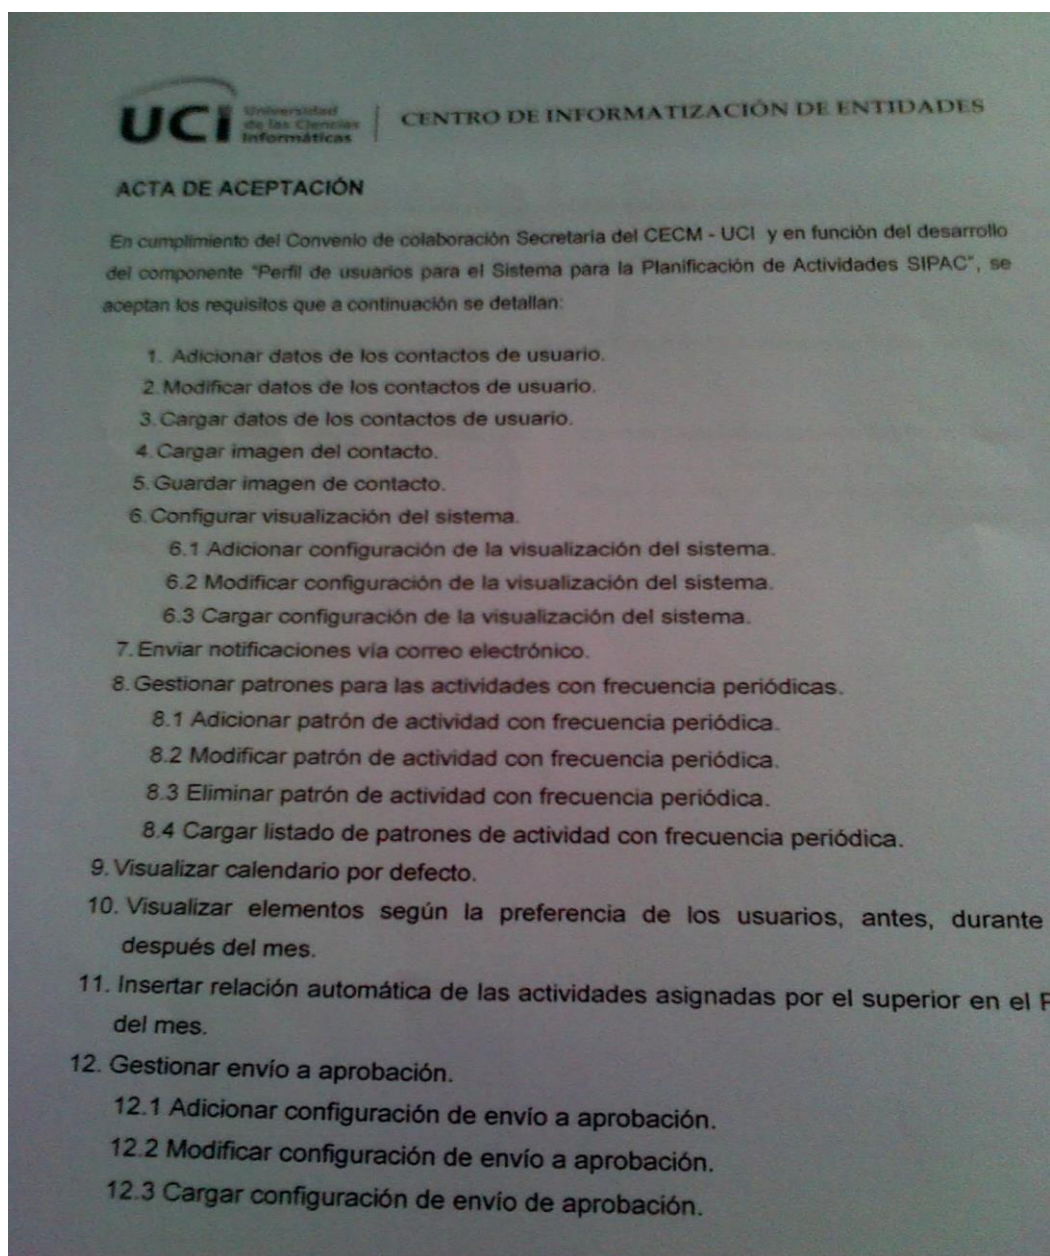 UCI Universidad de las Ciencias Informáticas | CENTRO DE INFORMATIZACIÓN DE ENTIDADES
ACTA DE ACEPTACIÓN
En cumplimiento del Convenio de colaboración Secretaria del CECM - UCI y en función del desarrollo
del componente "Perfil de usuarios para el Sistema para la Planificación de Actividades SIPAC", se
aceptan los requisitos que a continuación se detallan:
1. Adicionar datos de los contactos de usuario.
2. Modificar datos de los contactos de usuario.
3. Cargar datos de los contactos de usuario.
4. Cargar imagen del contacto.
5. Guardar imagen de contacto.
6. Configurar visualización del sistema.
6.1 Adicionar configuración de la visualización del sistema.
6.2 Modificar configuración de la visualización del sistema.
6.3 Cargar configuración de la visualización del sistema.
7. Enviar notificaciones vía correo electrónico.
8. Gestionar patrones para las actividades con frecuencia periódicas.
8.1 Adicionar patrón de actividad con frecuencia periódica.
8.2 Modificar patrón de actividad con frecuencia periódica.
8.3 Eliminar patrón de actividad con frecuencia periódica.
8.4 Cargar listado de patrones de actividad con frecuencia periódica.
9. Visualizar calendario por defecto.
10. Visualizar elementos según la preferencia de los usuarios, antes, durante
después del mes.
11. Insertar relación automática de las actividades asignadas por el superior en el
del mes.
12. Gestionar envío a aprobación.
12.1 Adicionar configuración de envío a aprobación.
12.2 Modificar configuración de envío a aprobación.
12.3 Cargar configuración de envío de aprobación.